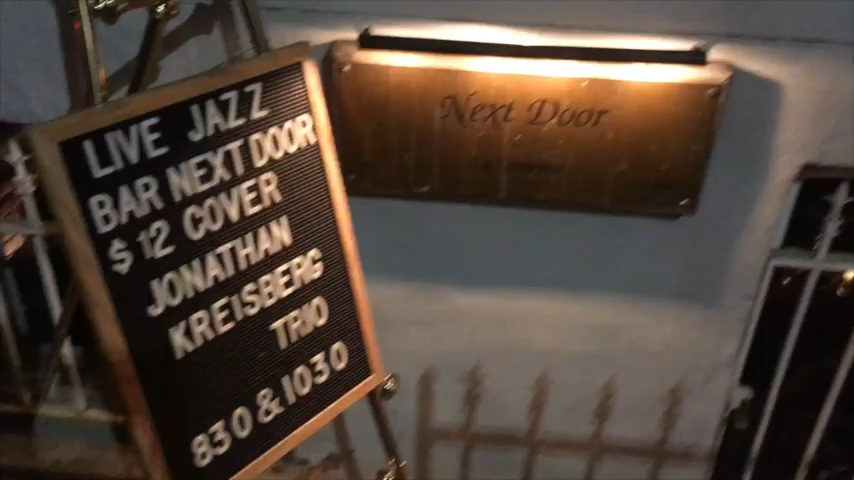 LIVE JAZZ
BAR NEXT DOOR
$12 COVER
JONATHAN
KREISBERG
TRIO
830 & 1030
Next Door